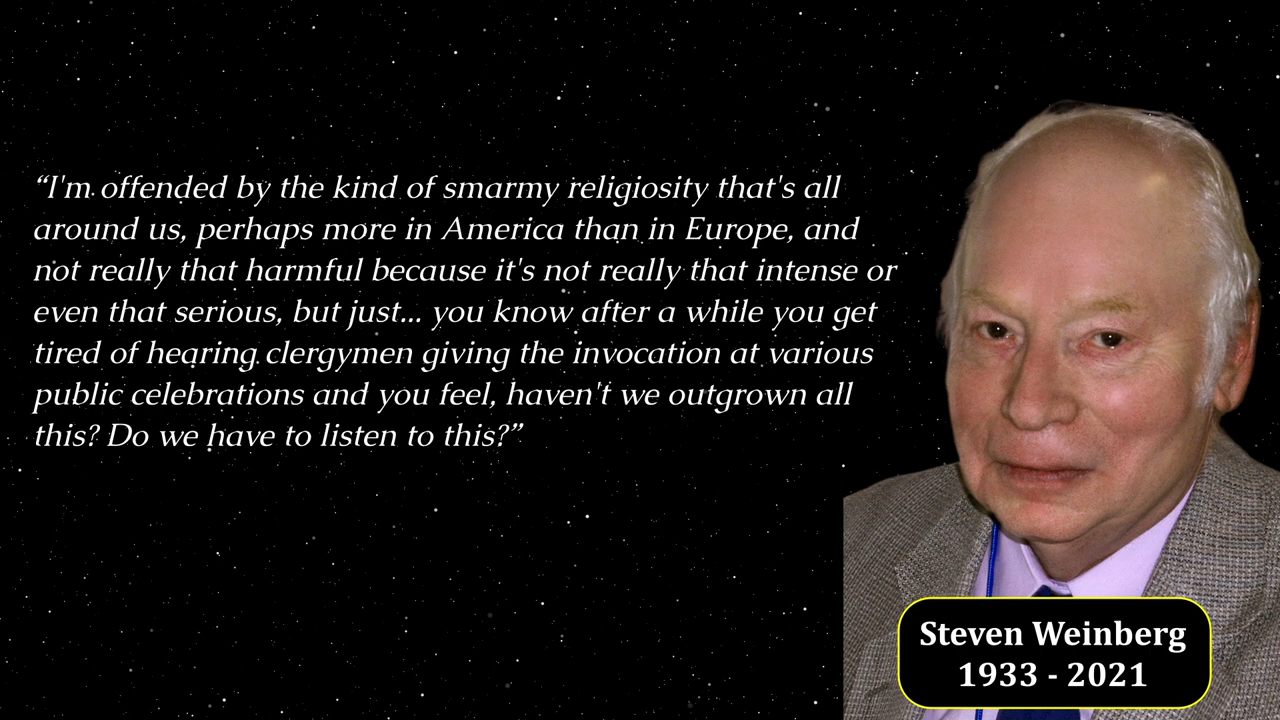 “I'm offended by the kind of smarmy religiosity that's all
around us, perhaps more in America than in Europe, and
not really that harmful because it's not really that intense or
even that serious, but just... you know after a while you get
tired of hearing clergymen giving the invocation at various
public celebrations and you feel, haven't we outgrown all
this? Do we have to listen to this?”
Steven Weinberg
1933 - 2021